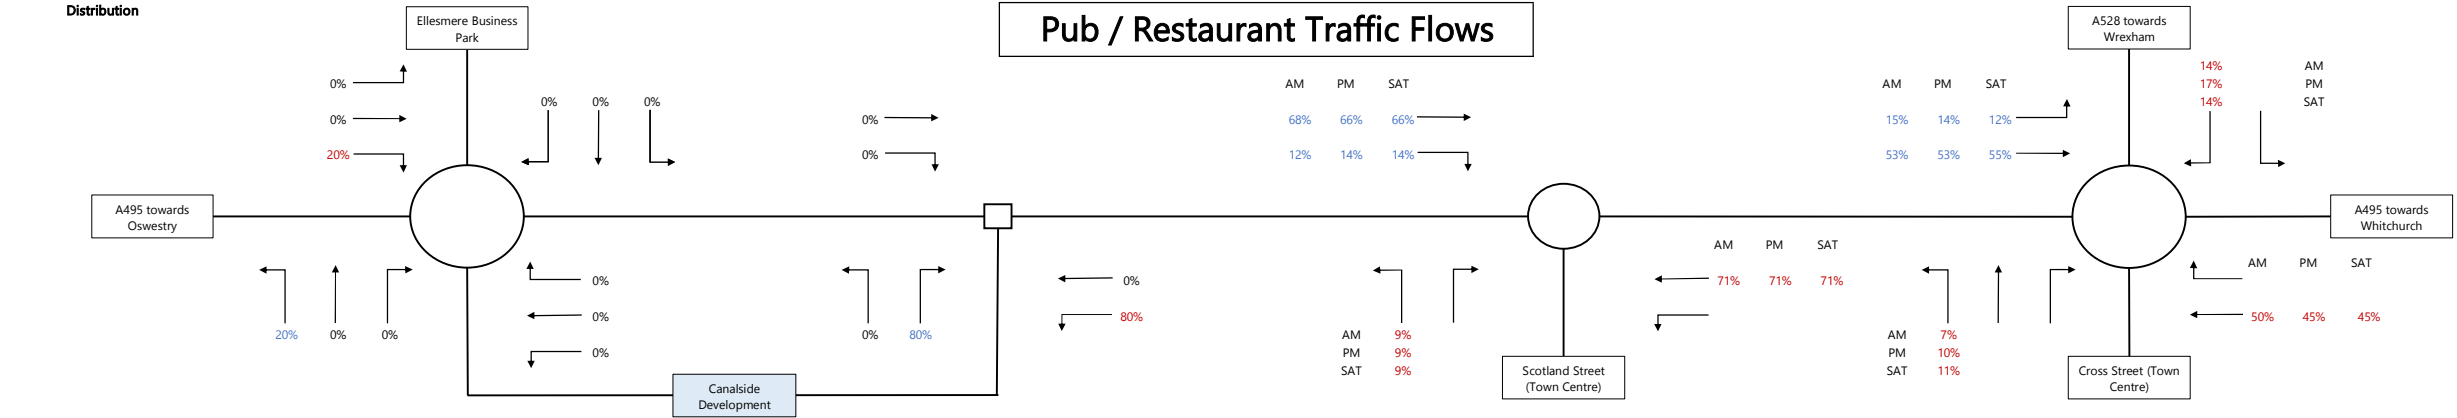 Distribution
Ellesmere Business
Park
Pub / Restaurant Traffic Flows
A528 towards
Wrexham
0%
0%
20%
0% 0% 0%
0%
0%
AM PM SAT
68% 66% 66%
12% 14% 14%
AM PM SAT
15% 14% 12%
53% 53% 55%
14% AM
17% PM
14% SAT
A495 towards
Oswestry
A495 towards
Whitchurch
20% 0% 0%
0%
0%
0%
0% 80%
0%
80%
AM 9%
PM 9%
SAT 9%
AM PM SAT
71% 71% 71%
AM 7%
PM 10%
SAT 11%
AM PM SAT
50% 45% 45%
Canalside
Development
Scotland Street
(Town Centre)
Cross Street (Town
Centre)